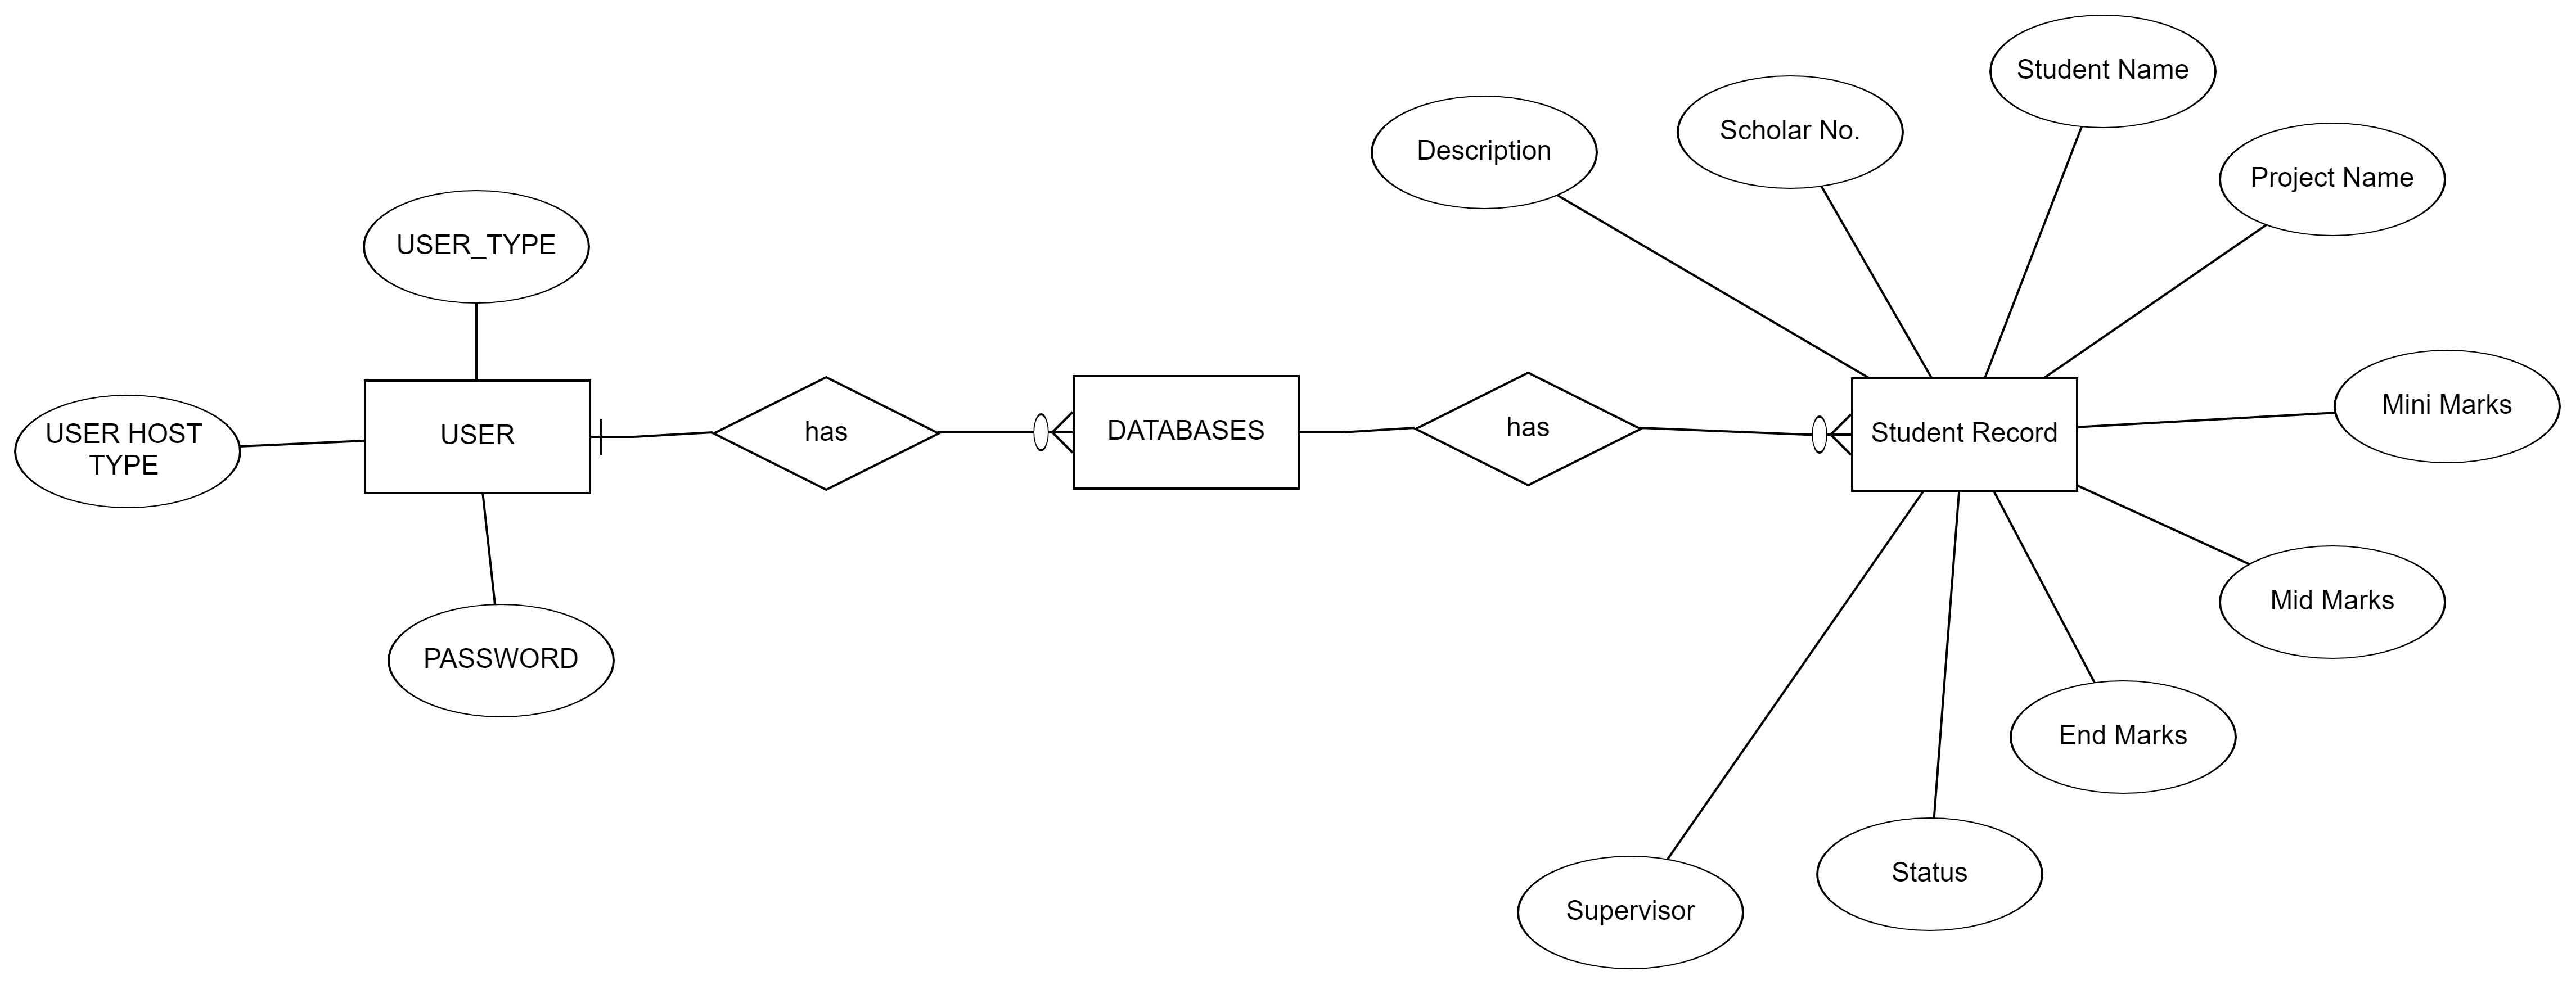 Student Name
Scholar No.
Description
Project Name
USER_TYPE
Mini Marks
USER HOST
TYPE
USER
has
DATABASES
has
Student Record
Mid Marks
PASSWORD
End Marks
Status
Supervisor